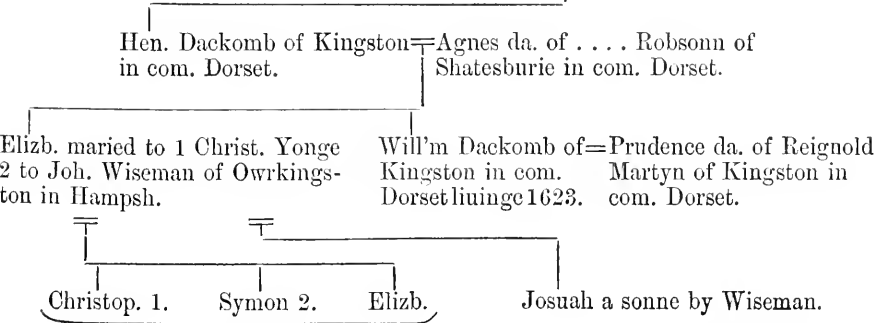 Hen. Dackomb of Kingston=Agnes da. of .... Robsonn of
in com. Dorset. Shatesburie in com. Dorset.
Elizb. maried to 1 Christ. Yonge
2 to Joh. Wiseman of Owrkings-
ton in Hampsh.
Will'm Dackomb of=Prudence da. of Reignold
Kingston in com. Martyn of Kingston in
Dorset liuinge 1623. com. Dorset.
Christop. 1. Symon 2. Elizb. Josuah a sonne by Wiseman.